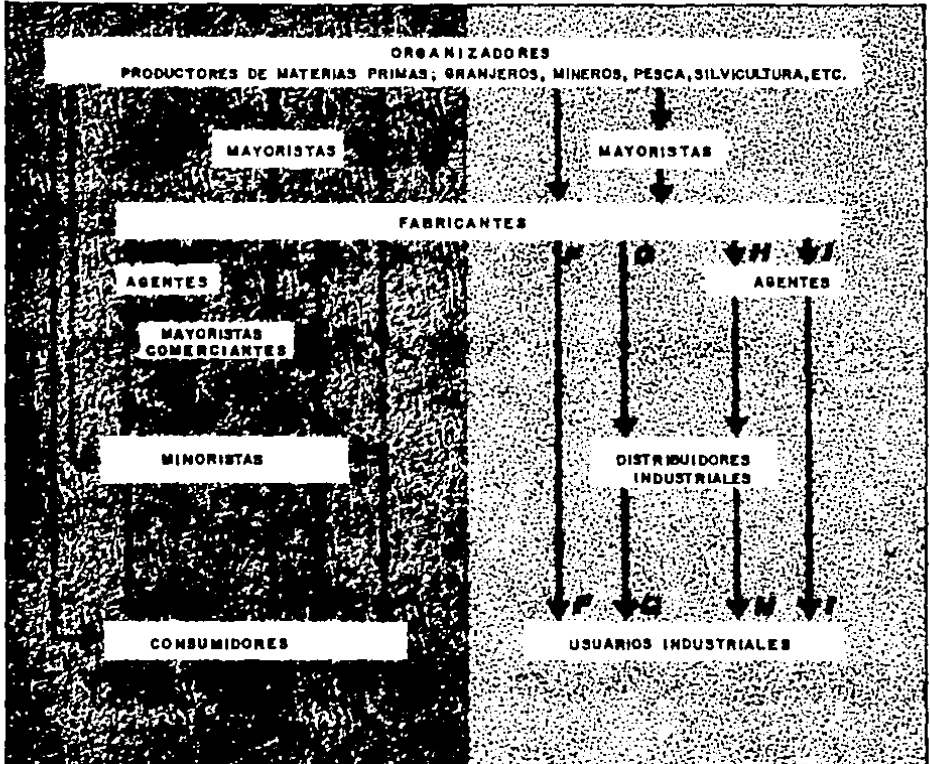 ORGANIZADORES
PRODUCTORES DE MATERIAS PRIMAS; GRANJEROS, MINEROS, PESCA, SILVICULTURA, ETC.
MAYORISTAS
MAYORISTAS
FABRICANTES
F
G
H
I
AGENTES
AGENTES
MAYORISTAS
COMERCIANTES
MINORISTAS
DISTRIBUIDORES
INDUSTRIALES
F
G
H
I
CONSUMIDORES
USUÁRIOS INDUSTRIALES